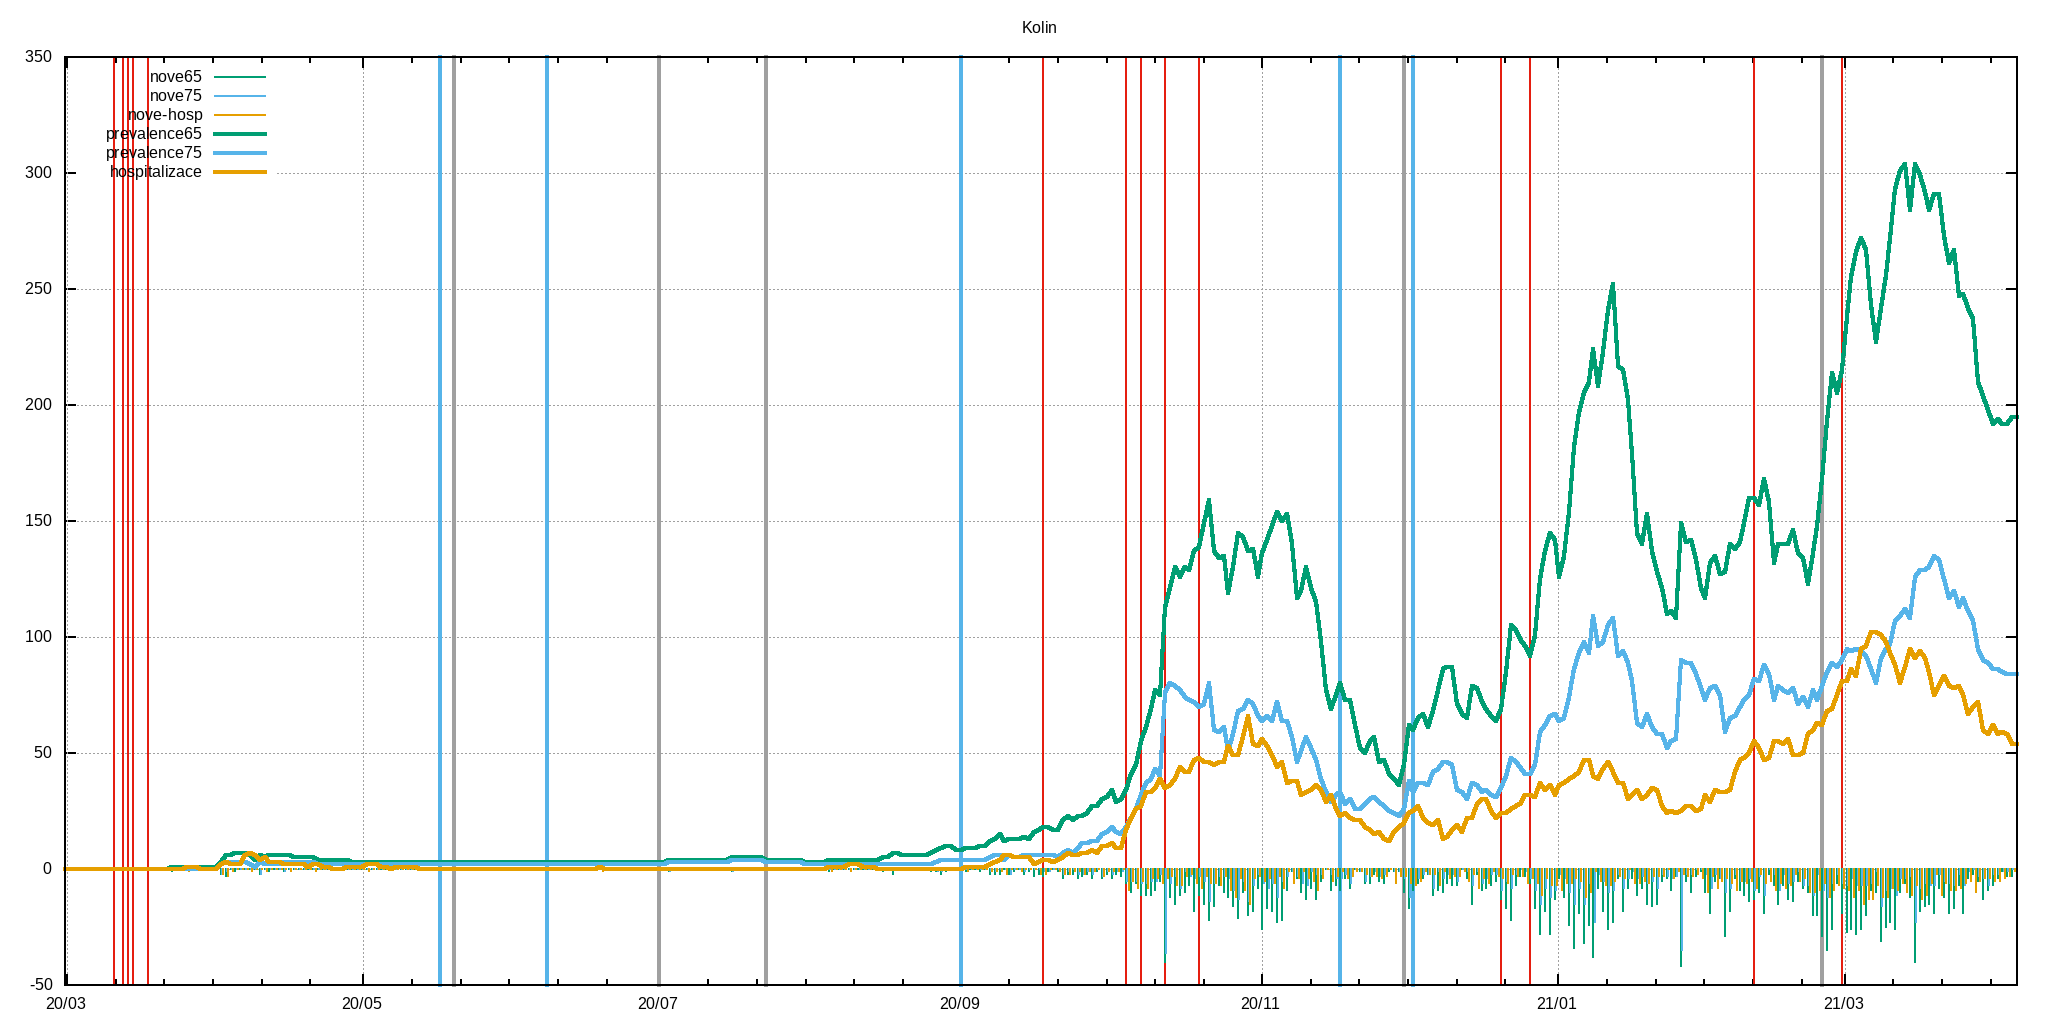 Kolin
350
nove65
nove75
nove-hosp
prevalence65
prevalence75
hospitalizace
300
250
200
150
100
50
0
-50
20/03 20/05 20/07 20/09 20/11 21/01 21/03